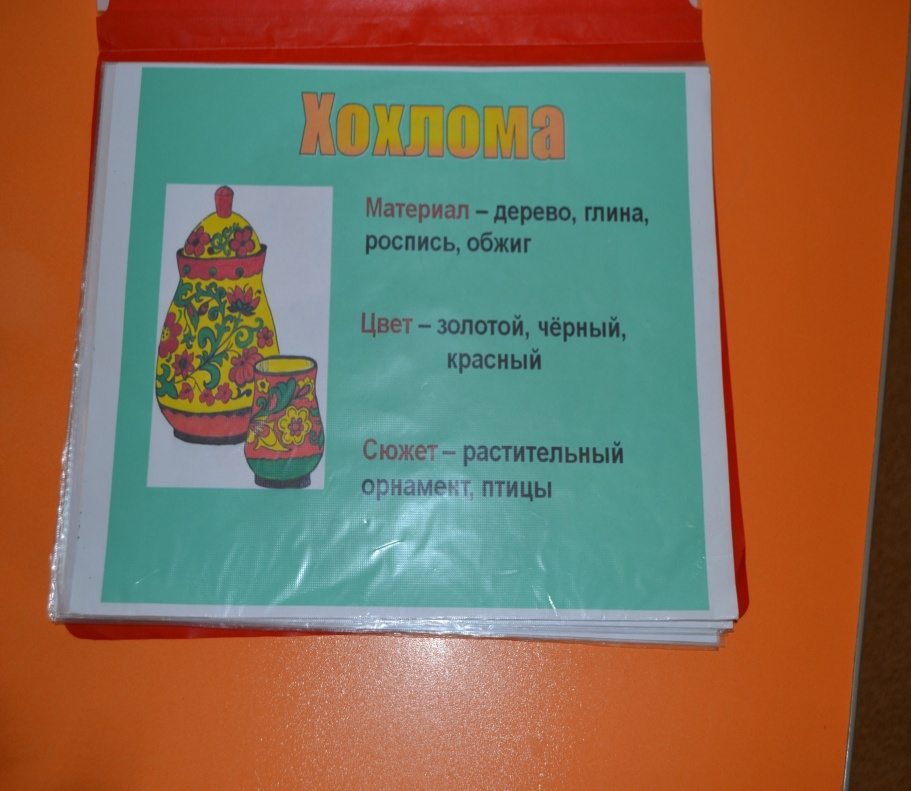 Хохлома
Материал – дерево, глина,
роспись, обжиг
Цвет – золотой, чёрный,
красный
Сюжет – растительный
орнамент, птицы